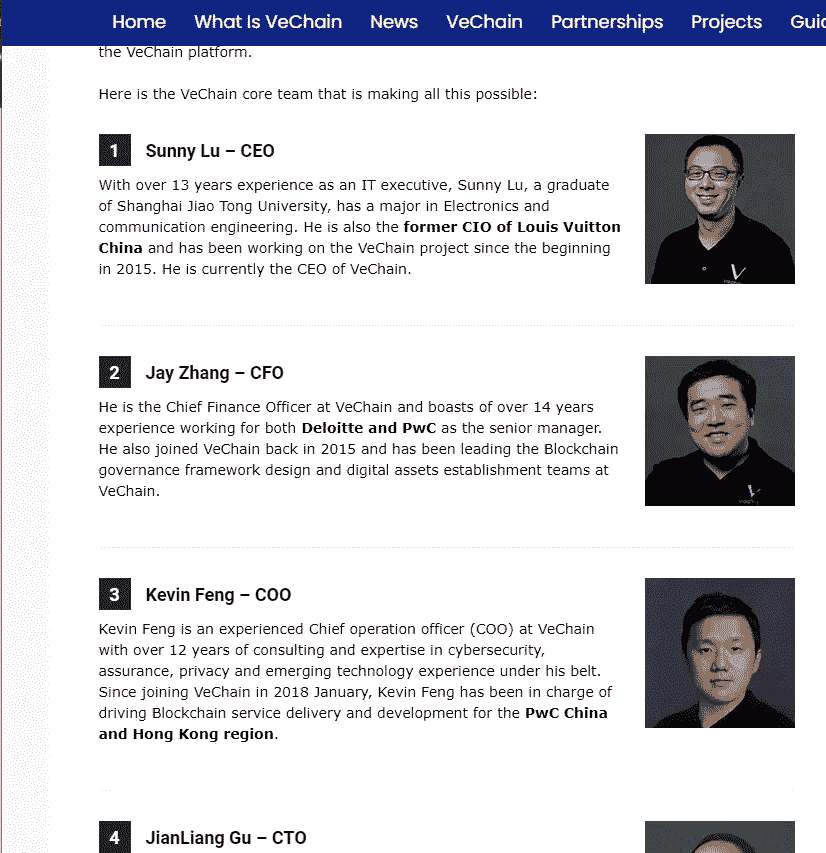 Home What Is VeChain News VeChain Partnerships Projects
the VeChain platform.
Here is the VeChain core team that is making all this possible:
1 Sunny Lu – CEO
With over 13 years experience as an IT executive, Sunny Lu, a graduate
of Shanghai Jiao Tong University, has a major in Electronics and
communication engineering. He is also the former CIO of Louis Vuitton
China and has been working on the VeChain project since the beginning
in 2015. He is currently the CEO of VeChain.
2 Jay Zhang – CFO
He is the Chief Finance Officer at VeChain and boasts of over 14 years
experience working for both Deloitte and PwC as the senior manager.
He also joined VeChain back in 2015 and has been leading the Blockchain
governance framework design and digital assets establishment teams at
VeChain.
3 Kevin Feng – COO
Kevin Feng is an experienced Chief operation officer (COO) at VeChain
with over 12 years of consulting and expertise in cybersecurity,
assurance, privacy and emerging technology experience under his belt.
Since joining VeChain in 2018 January, Kevin Feng has been in charge of
driving Blockchain service delivery and development for the PwC China
and Hong Kong region.
4 JianLiang Gu – CTO